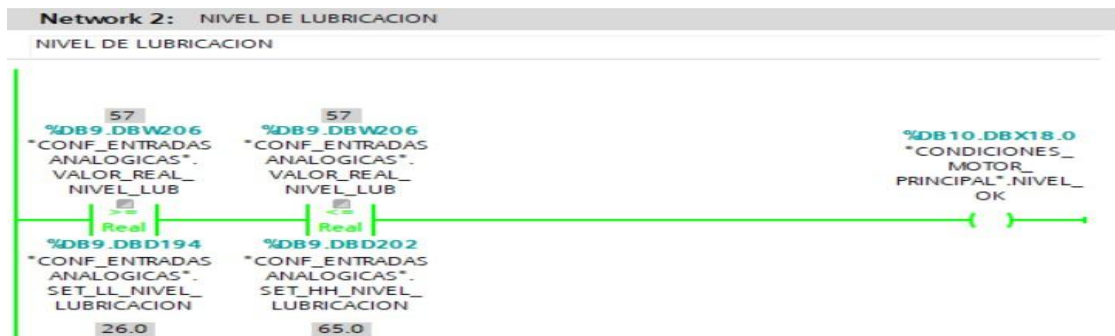 Network 2: NIVEL DE LUBRICACION
NIVEL DE LUBRICACION
57
%DB9.DBW206
"CONF_ENTRADAS
ANALOGICAS".
VALOR_REAL_
NIVEL_LUB
>=
Real
%DB9.DBD194
"CONF_ENTRADAS
ANALOGICAS".
SET_LL_NIVEL_
LUBRICACION
26.0
57
%DB9.DBW206
"CONF_ENTRADAS
ANALOGICAS".
VALOR_REAL_
NIVEL_LUB
<=
Real
%DB9.DBD202
"CONF_ENTRADAS
ANALOGICAS".
SET_HH_NIVEL_
LUBRICACION
65.0
%DB10.DBX18.0
"CONDICIONES_
MOTOR_
PRINCIPAL".NIVEL_
OK